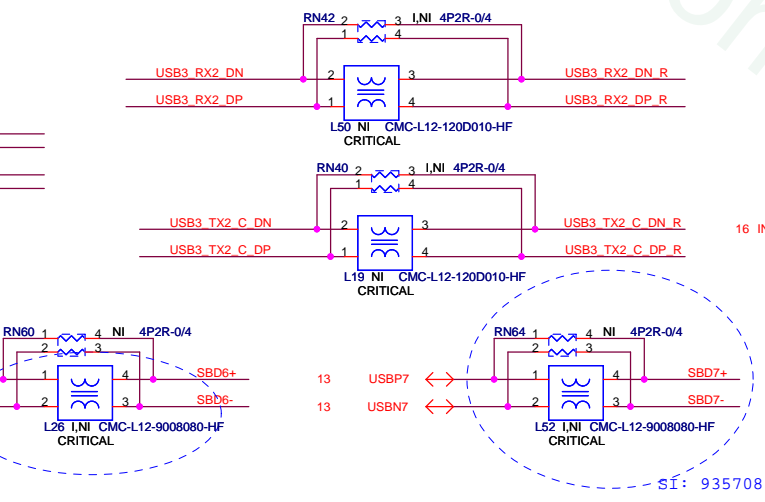 RN42 2 3 I,NI 4P2R-0/4
1 4
USB3_RX2_DN 2 3 USB3_RX2_DN_R
USB3_RX2_DP 1 4 USB3_RX2_DP_R
L50 NI CMC-L12-120D010-HF
CRITICAL
RN40 2 3 I,NI 4P2R-0/4
1 4
USB3_TX2_C_DN 2 3 USB3_TX2_C_DN_R
16
USB3_TX2_C_DP 1 4 USB3_TX2_C_DP_R
L19 NI CMC-L12-120D010-HF
CRITICAL
RN60 1 4 NI 4P2R-0/4
2 3
1 4 SBD6+
2 3 SBD6-
L26 I,NI CMC-L12-9008080-HF
CRITICAL
RN64 1 4 NI 4P2R-0/4
2 3
13 USBP7 1 4 SBD7+
13 USBN7 2 3 SBD7-
L52 I,NI CMC-L12-9008080-HF
CRITICAL
SI: 935708